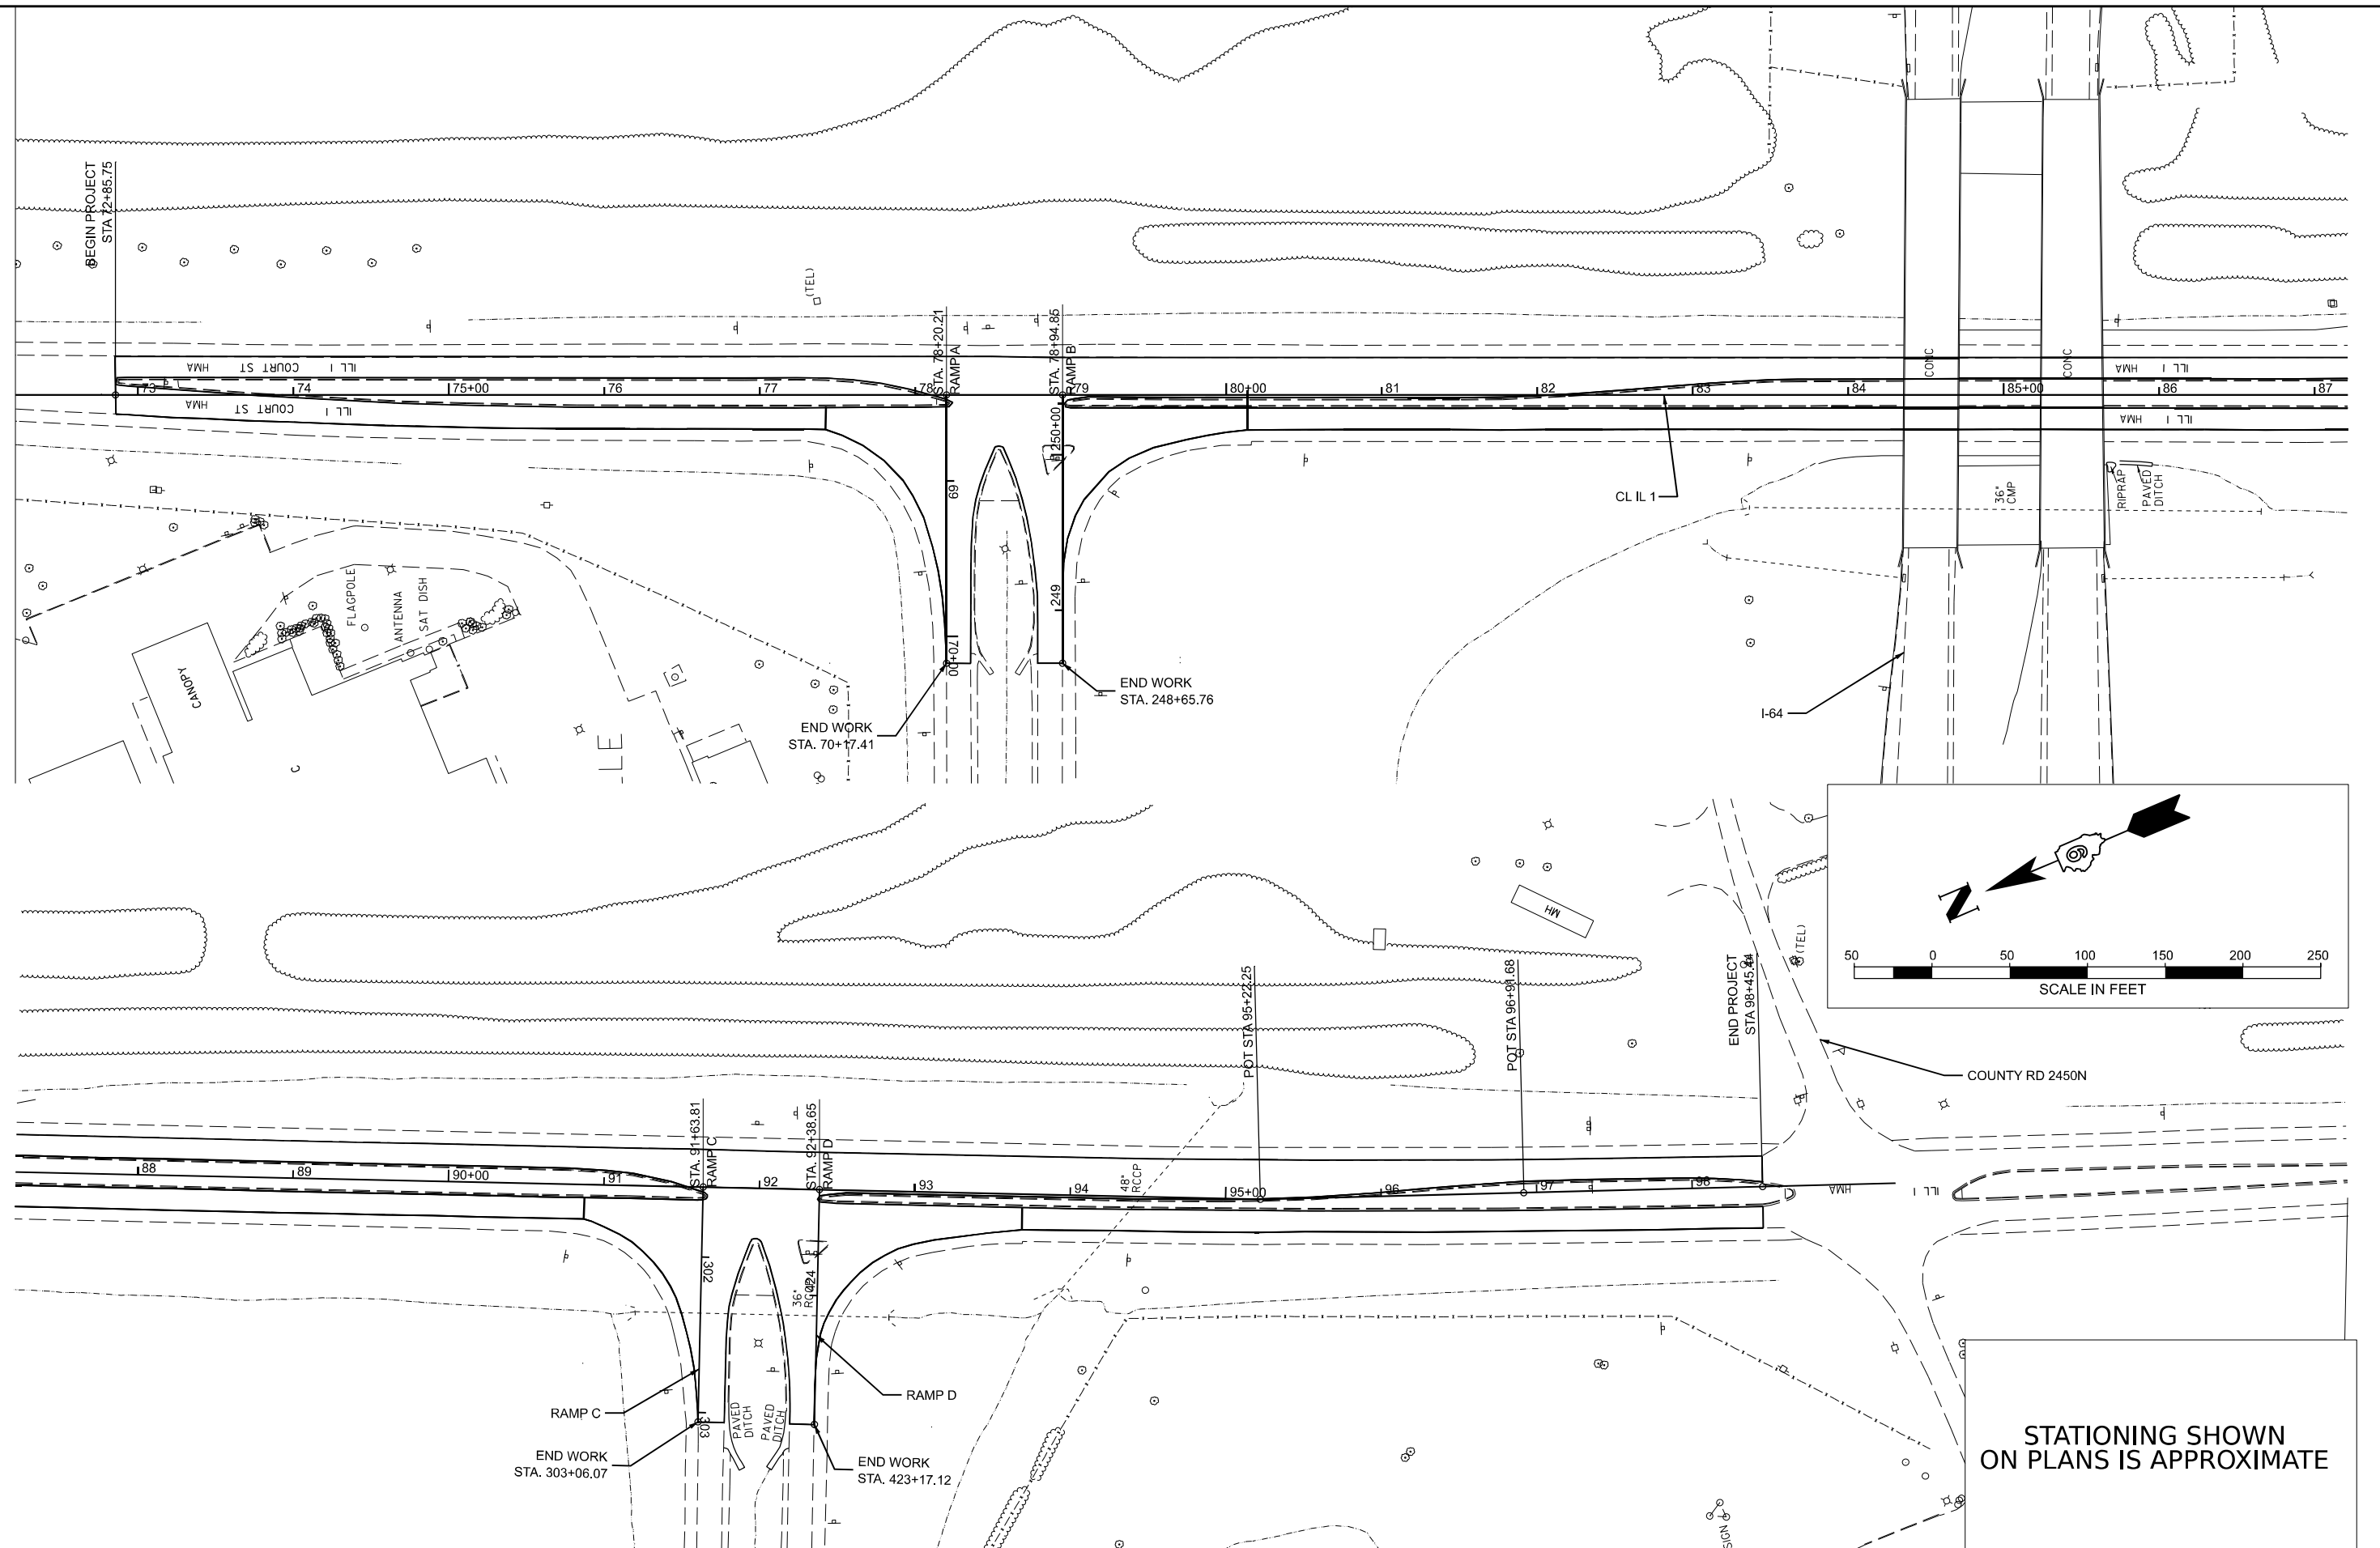 BEGIN PROJECT
STA 72+85.75
(TEL)
STA. 78+20.21
RAMP A
STA. 78+94.85
RAMP B
ILL 1 COURT ST HMA
73
74
75+00
76
77
78
79
80+00
81
82
83
84
85+00
86
87
ILL 1 COURT ST HMA
CONC
CONC
ILL 1 HMA
ILL 1 HMA
250+00
69
249
70+00
CL IL 1
36"
CMP
RIPRAP
PAVED
DITCH
FLAGPOLE
ANTENNA
SAT DISH
CANOPY
C
LE
END WORK
STA. 70+17.41
END WORK
STA. 248+65.76
I-64
N
6
50 0 50 100 150 200 250
SCALE IN FEET
MH
(TEL)
POT STA 95+22.25
POT STA 96+91.68
END PROJECT
STA 98+45.44
COUNTY RD 2450N
STA. 91+63.81
RAMP C
STA. 92+38.65
RAMP D
48"
RCCP
88
89
90+00
91
92
93
94
95+00
96
97
98
ILL 1 HMA
302
424
36"
303
RAMP C
RAMP D
PAVED
DITCH
PAVED
DITCH
END WORK
STA. 303+06.07
END WORK
STA. 423+17.12
SIGN
STATIONING SHOWN
ON PLANS IS APPROXIMATE